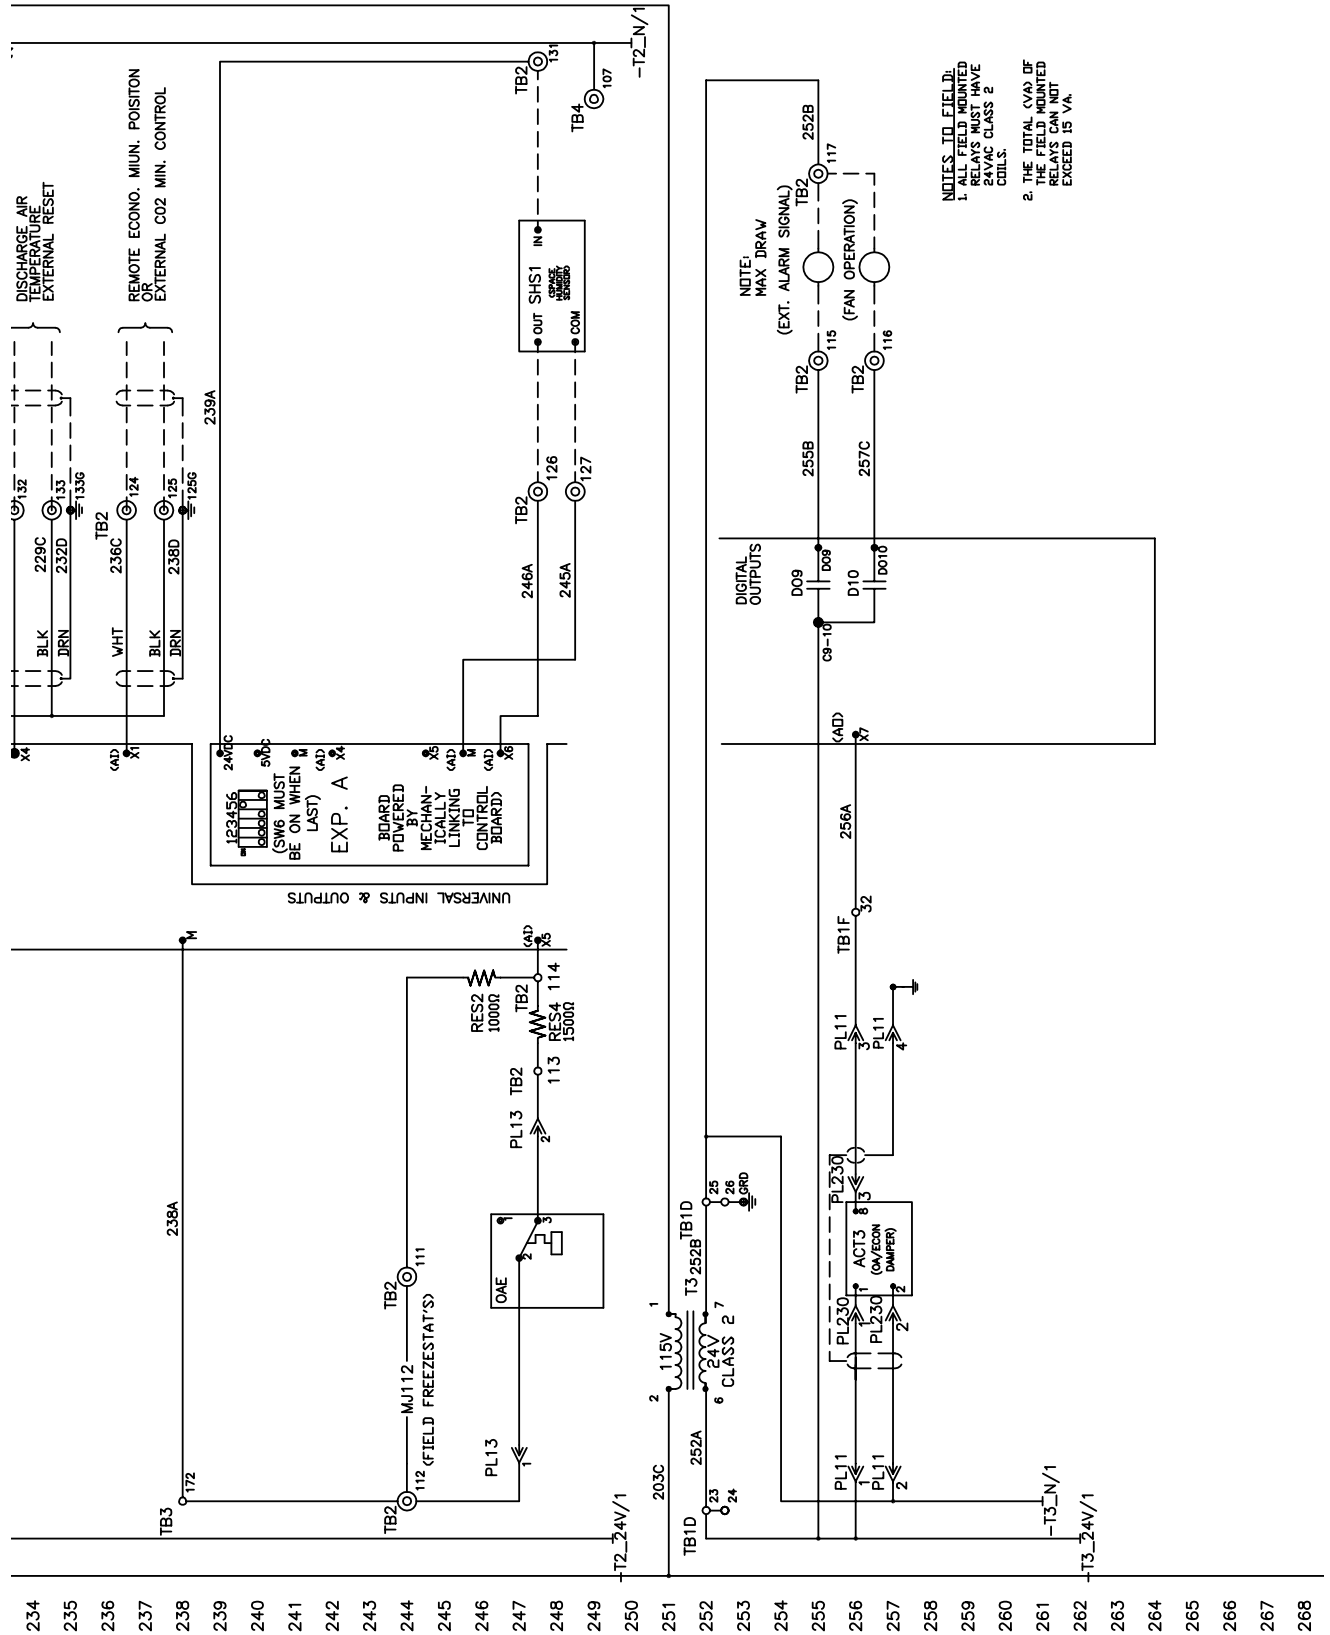 DISCHARGE AIR
TEMPERATURE
EXTERNAL RESET
REMOTE ECONO. MIUN. POISITON
OR
EXTERNAL CO2 MIN. CONTROL
132
133
133G
TB2
124
125
125G
229C
232D
236C
238D
BLK
DRN
WHT
BLK
DRN
X4
(AI)
X1
239A
TB2
131
TB4
107
-T2_N/1
SHS1
(SPACE
HUMIDITY
SENSOR)
IN
OUT
COM
TB2
126
127
246A
245A
24VDC
5VDC
M
(AI)
X4
X5
(AI)
M
(AI)
X6
123456
(SW6 MUST
BE ON WHEN
LAST)
EXP. A
BOARD
POWERED
BY
MECHAN-
ICALLY
LINKING
TO
CONTROL
BOARD)
UNIVERSAL INPUTS & OUTPUTS
M
(AI)
X5
238A
TB3
172
RES2
1000Ω
TB2
114
RES4
1500Ω
TB2
113
PL13
2
OAE
1
2
3
PL13
1
TB2
111
MJ112
(FIELD FREEZESTAT'S)
TB2
112
T2_24V/1
252B
TB2
117
NOTE:
MAX DRAW
(EXT. ALARM SIGNAL)
(FAN OPERATION)
TB2
115
TB2
116
255B
257C
DIGITAL
OUTPUTS
DO9
DO9
D10
DO10
C9-10
(AO)
X7
256A
TB1F
32
PL11
3
PL11
4
PL230
3
8
ACT3
(OA/ECON
DAMPER)
1
2
PL230
1
PL230
2
PL11
1
PL11
2
TB1D
25
26
GRD
252B
T3
1
2
115V
7
6
24V
CLASS 2
203C
252A
TB1D
23
24
-T3_N/1
T3_24V/1
NOTES TO FIELD:
1. ALL FIELD MOUNTED
RELAYS MUST HAVE
24VAC CLASS 2
COILS.
2. THE TOTAL (VA) OF
THE FIELD MOUNTED
RELAYS CAN NOT
EXCEED 15 VA.
234
235
236
237
238
239
240
241
242
243
244
245
246
247
248
249
250
251
252
253
254
255
256
257
258
259
260
261
262
263
264
265
266
267
268